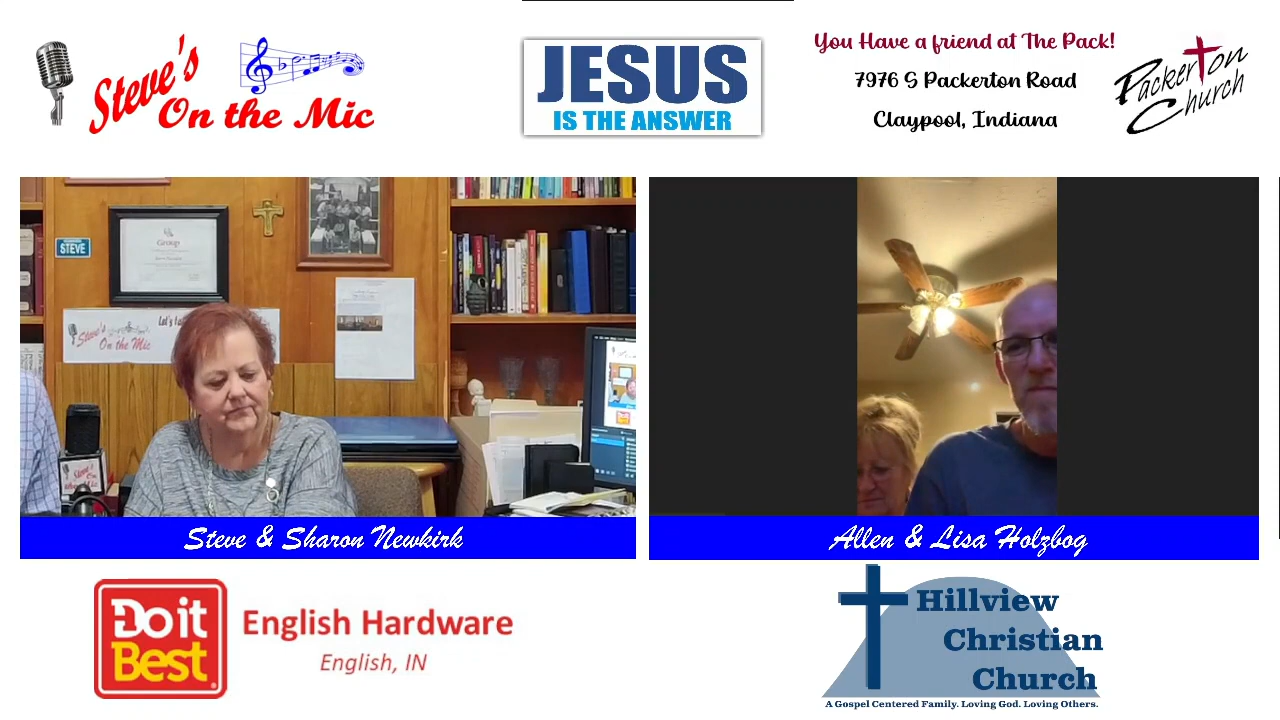 Steve's
On the Mic
JESUS
IS THE ANSWER
You Have a friend at The Pack!
7976 S Packerton Road
Claypool, Indiana
Packerton
Church
STEVE
Group
Steve's
On the Mic
Let's
Steve & Sharon Newkirk
Allen & Lisa Holzbog
Do it
Best
English Hardware
English, IN
Hillview
Christian
Church
A Gospel Centered Family. Loving God. Loving Others.